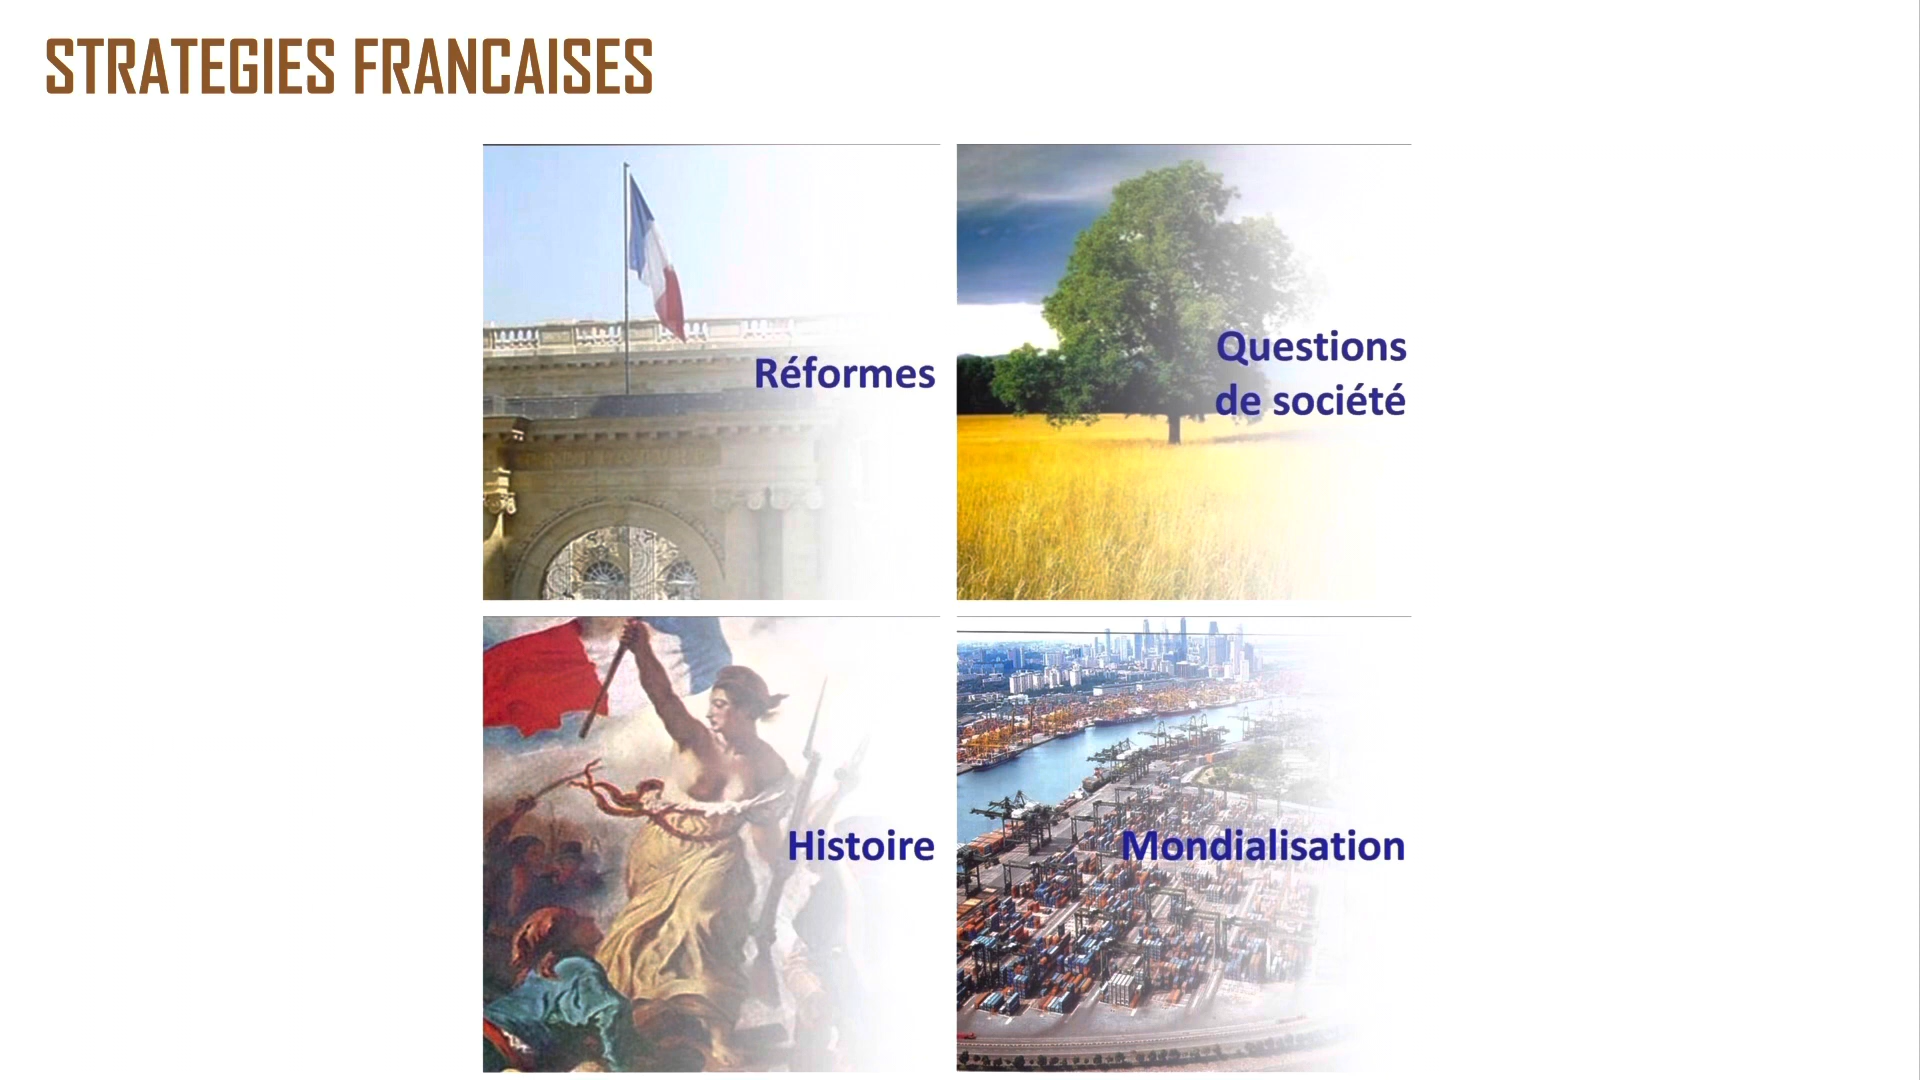 STRATEGIES FRANCAISES
Réformes
Questions
de société
Histoire
Mondialisation